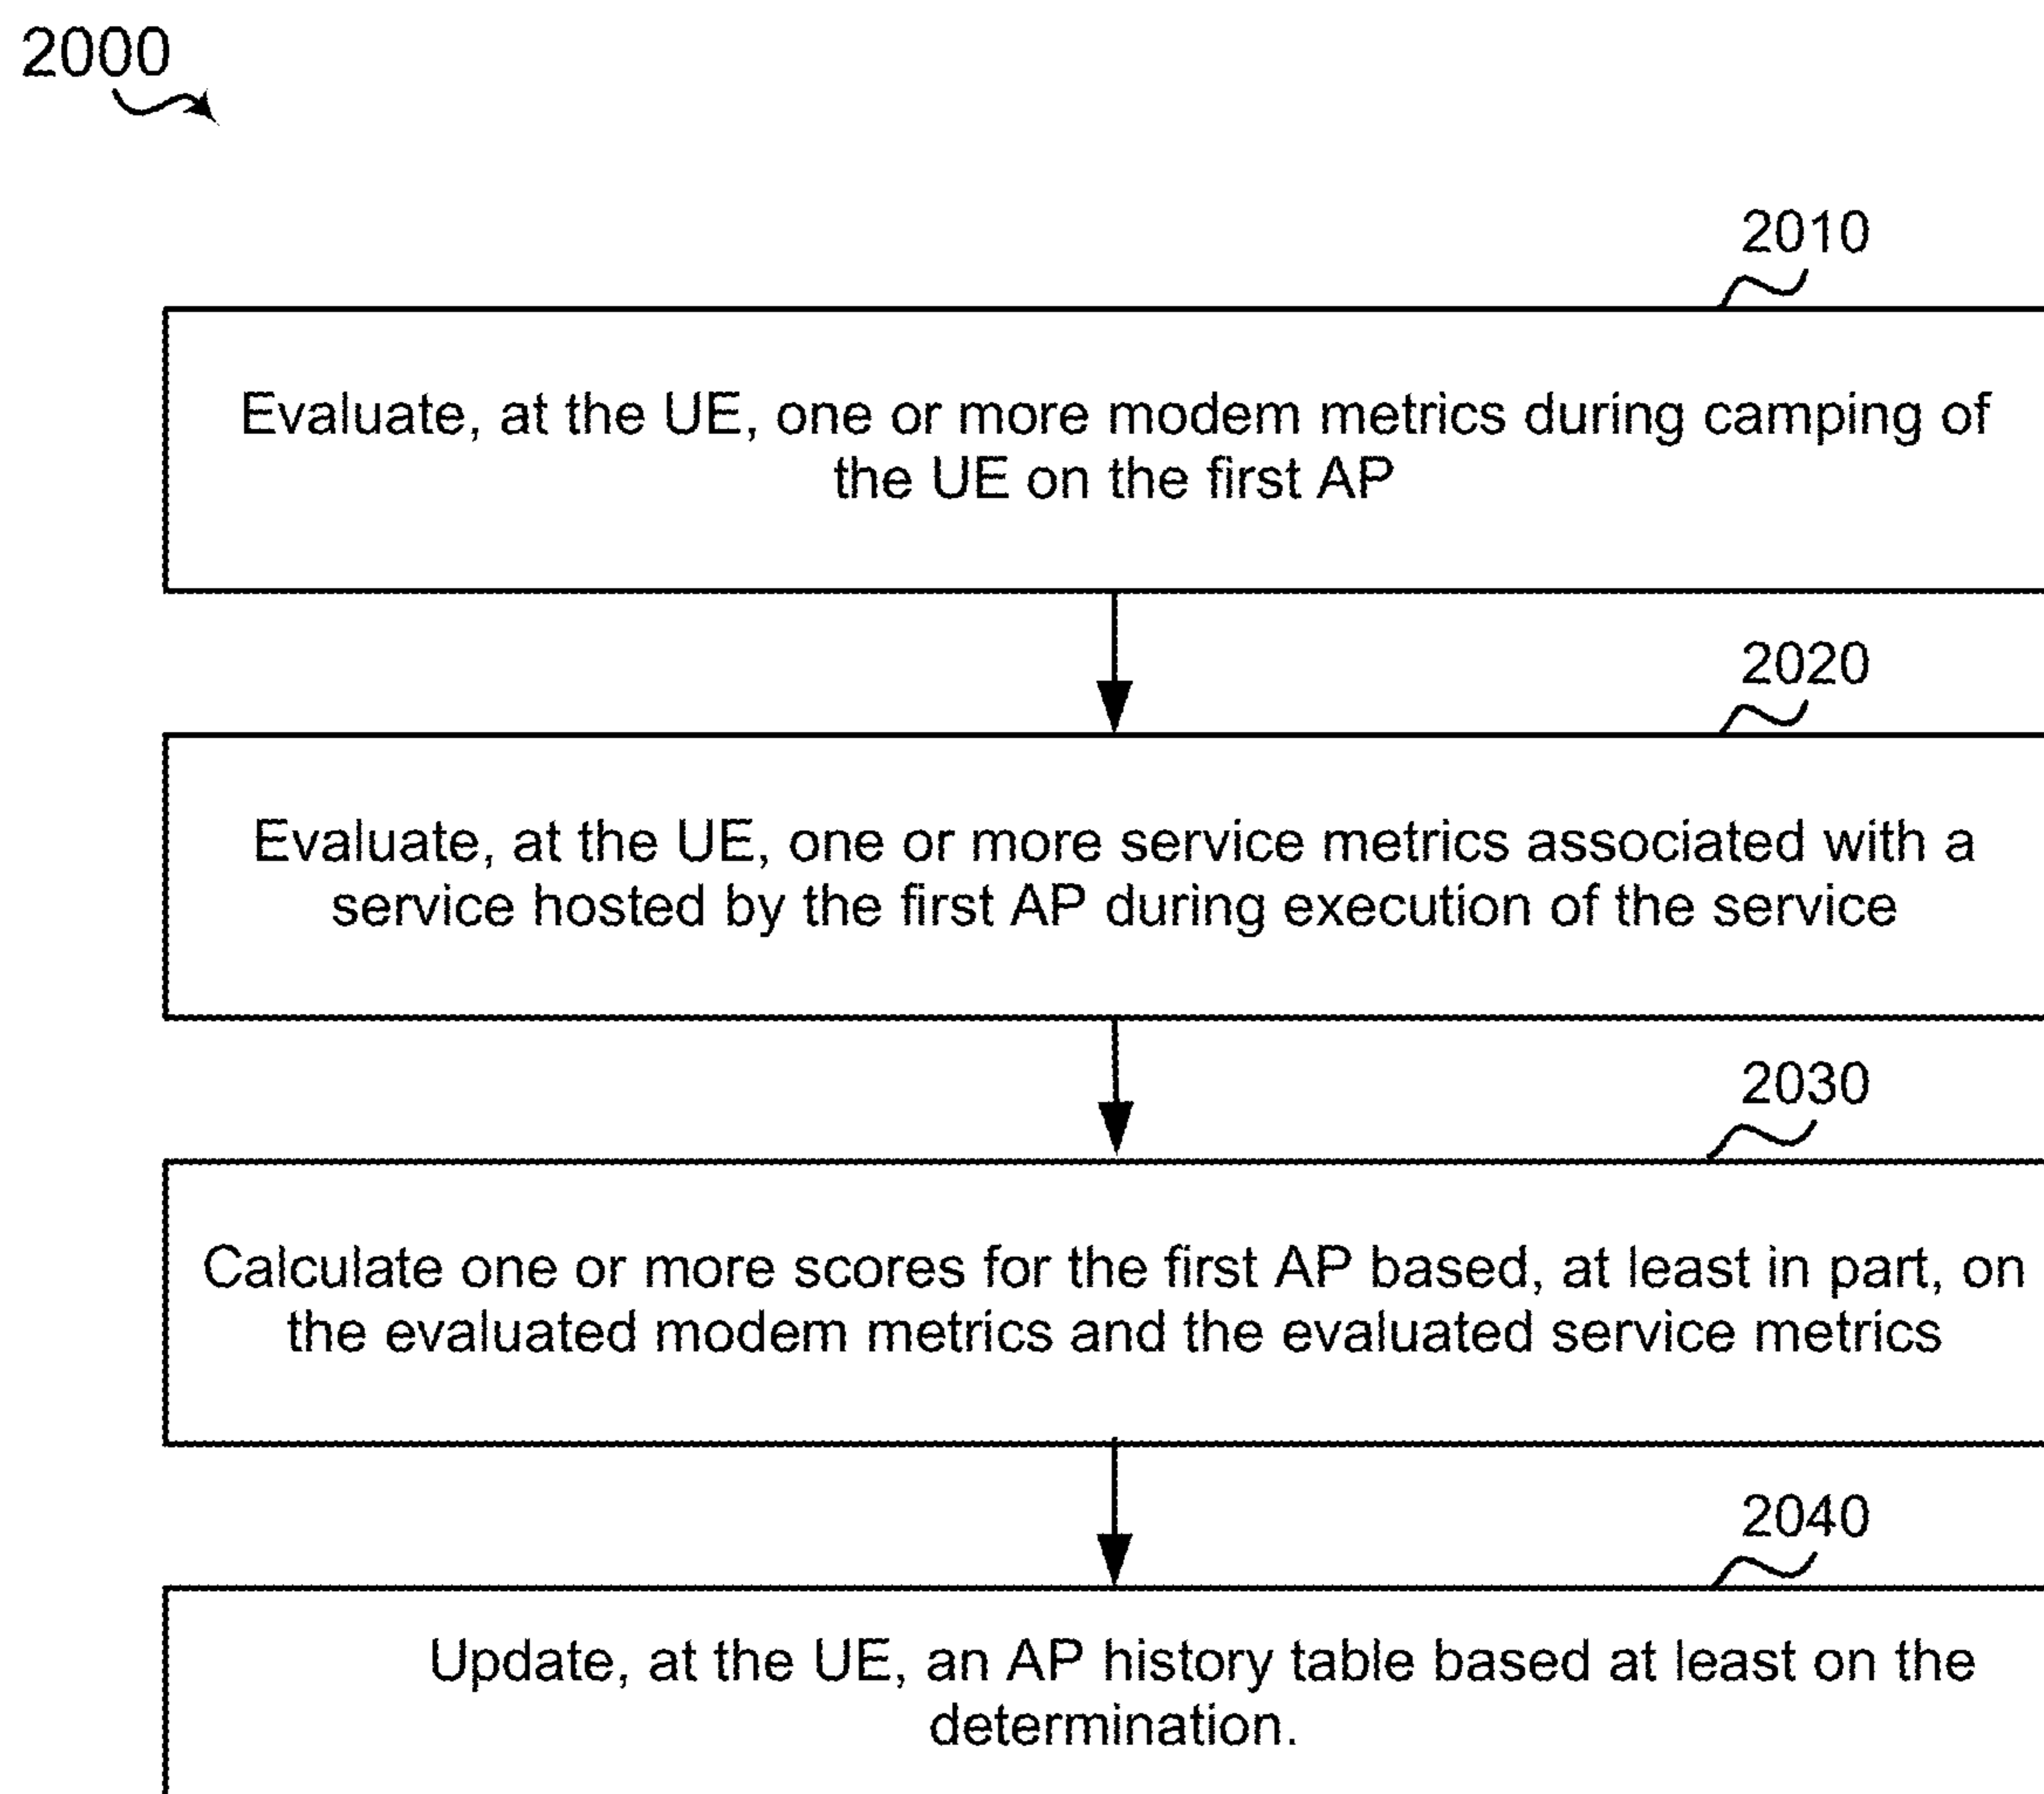 2000
2010
Evaluate, at the UE, one or more modem metrics during camping of
the UE on the first AP
2020
Evaluate, at the UE, one or more service metrics associated with a
service hosted by the first AP during execution of the service
2030
Calculate one or more scores for the first AP based, at least in part, on
the evaluated modem metrics and the evaluated service metrics
2040
Update, at the UE, an AP history table based at least on the
determination.